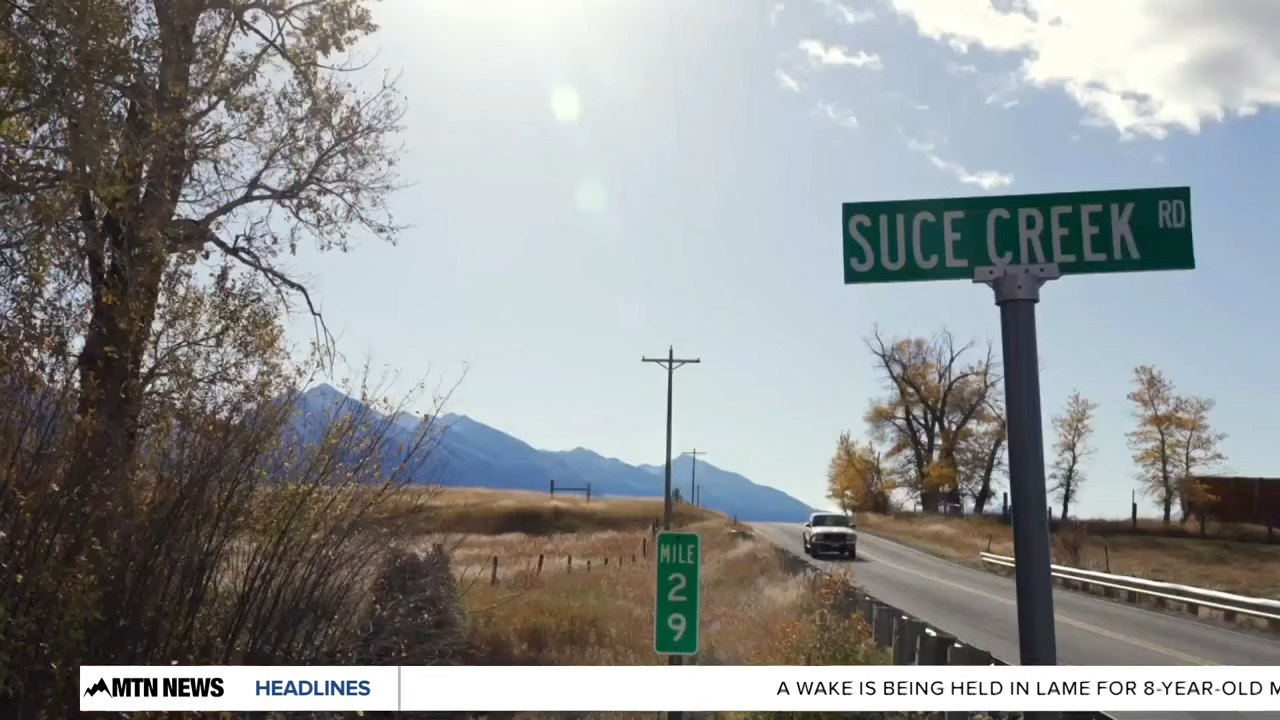 SUCE CREEK RD
MILE
2
9
MTN NEWS
HEADLINES
A WAKE IS BEING HELD IN LAME FOR 8-YEAR-OLD